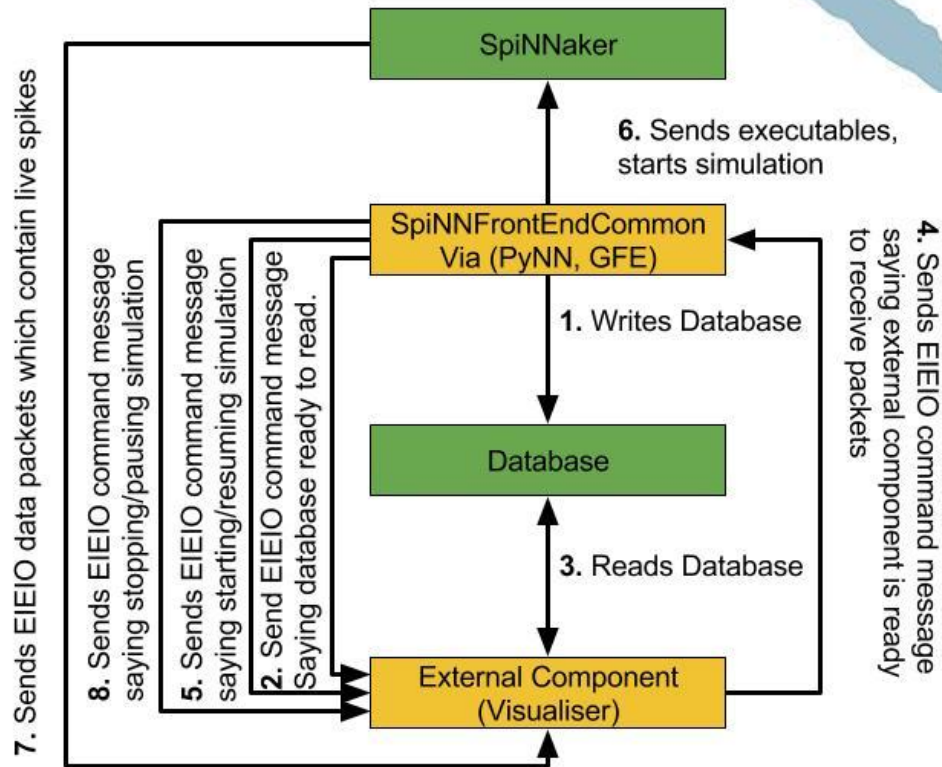 SpiNNaker
6. Sends executables,
starts simulation
SpiNNFrontEndCommon
Via (PyNN, GFE)
1. Writes Database
Database
3. Reads Database
External Component
(Visualiser)
7. Sends EIEIO data packets which contain live spikes
8. Sends EIEIO command message
saying stopping/pausing simulation
5. Sends EIEIO command message
saying starting/resuming simulation
2. Send EIEIO command message
Saying database ready to read.
4. Sends EIEIO command message
saying external component is ready
to receive packets